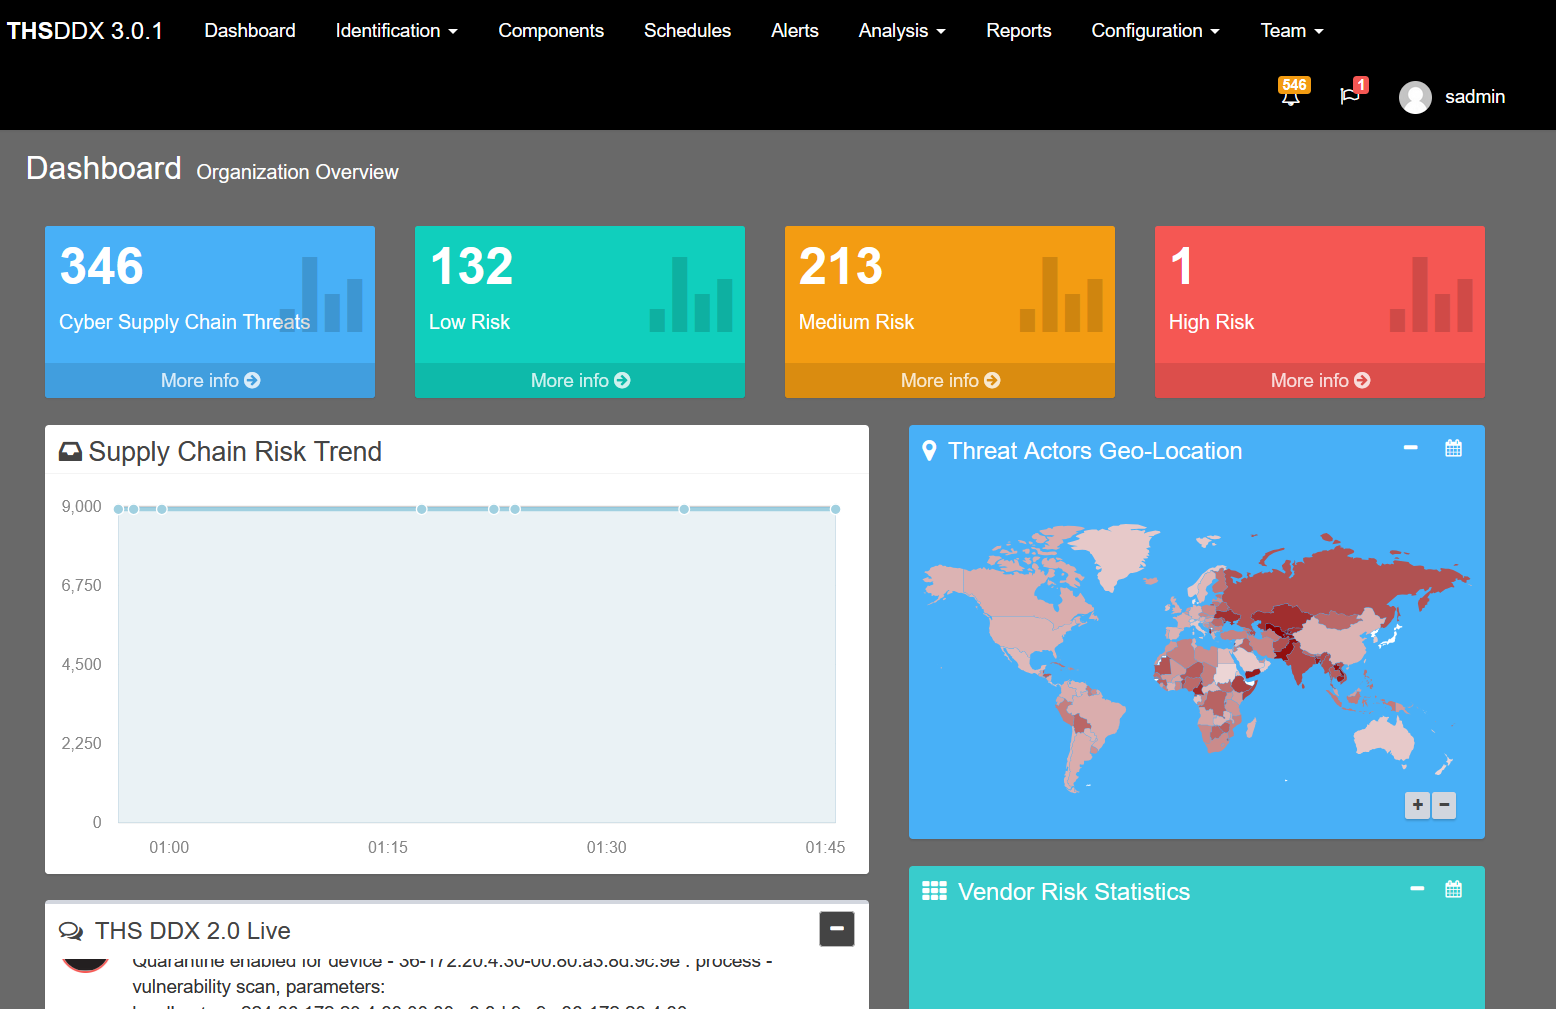 THSDDX 3.0.1 Dashboard Identification Components Schedules Alerts Analysis Reports Configuration Team
546 1 sadmin
Dashboard Organization Overview
346
Cyber Supply Chain Threats
More info
132
Low Risk
More info
213
Medium Risk
More info
1
High Risk
More info
Supply Chain Risk Trend
9,000
6,750
4,500
2,250
0
01:00 01:15 01:30 01:45
Threat Actors Geo-Location
+ −
THS DDX 2.0 Live
Quarantine enabled for device - 36-172.20.4.30-00.80.a3.8d.9c.9e : process -
vulnerability scan, parameters:
Vendor Risk Statistics